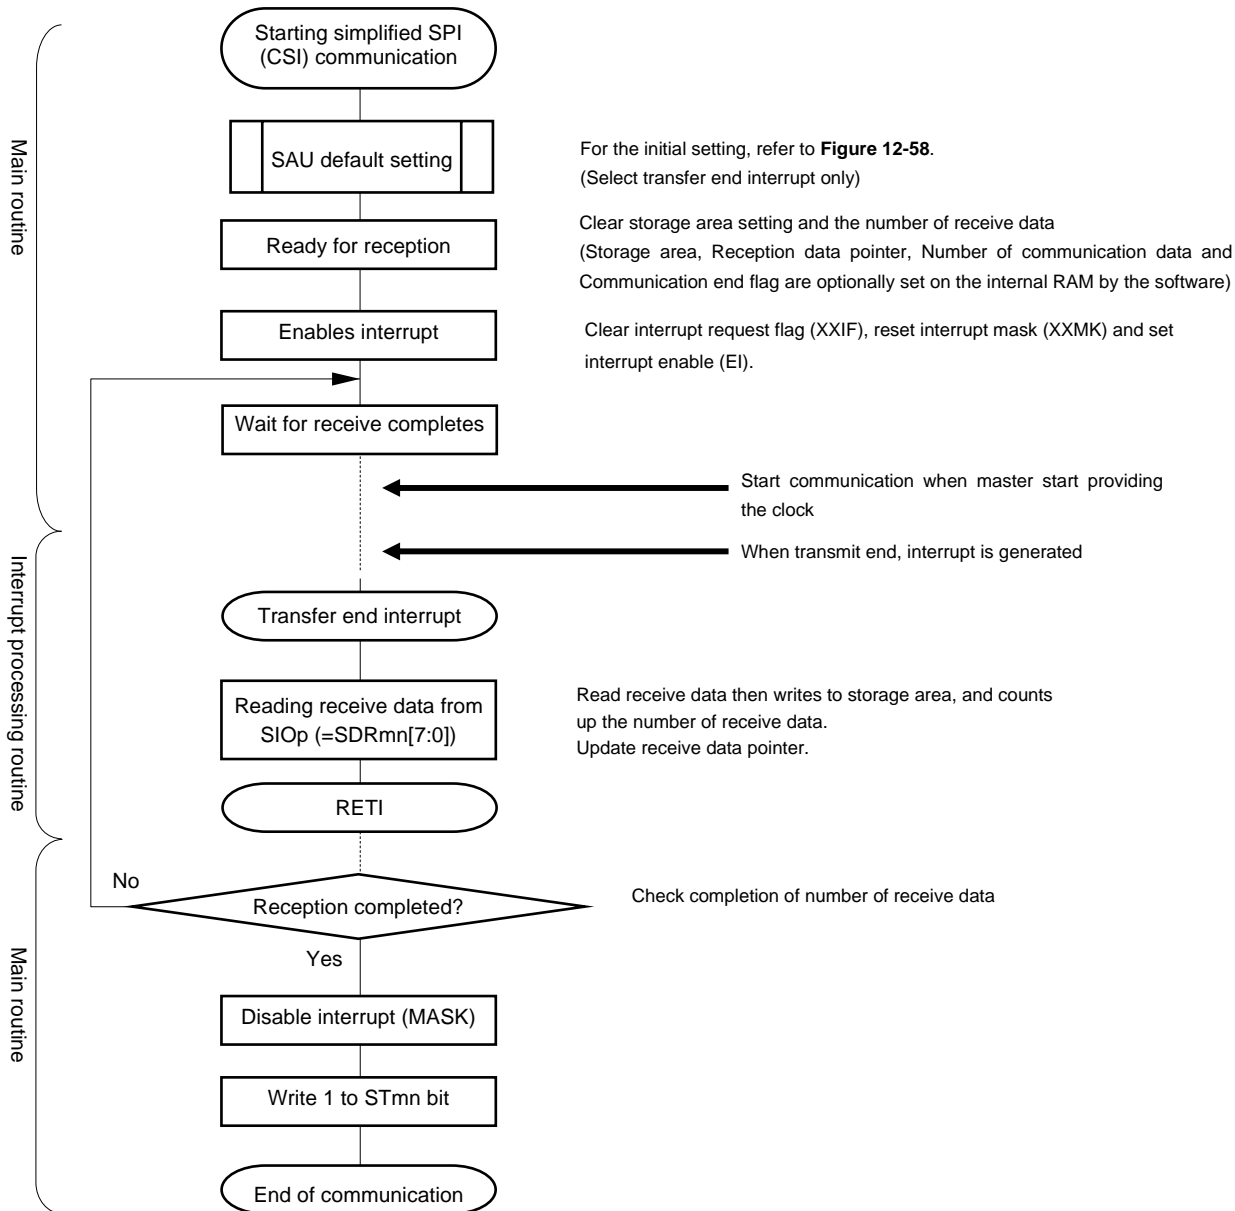 Starting simplified SPI
(CSI) communication
Main routine
SAU default setting
For the initial setting, refer to Figure 12-58.
(Select transfer end interrupt only)
Ready for reception
Clear storage area setting and the number of receive data
(Storage area, Reception data pointer, Number of communication data and
Communication end flag are optionally set on the internal RAM by the software)
Enables interrupt
Clear interrupt request flag (XXIF), reset interrupt mask (XXMK) and set
interrupt enable (EI).
Wait for receive completes
Start communication when master start providing
the clock
When transmit end, interrupt is generated
Interrupt processing routine
Transfer end interrupt
Reading receive data from
SIOp (=SDRmn[7:0])
Read receive data then writes to storage area, and counts
up the number of receive data.
Update receive data pointer.
RETI
No
Reception completed?
Check completion of number of receive data
Yes
Main routine
Disable interrupt (MASK)
Write 1 to STmn bit
End of communication